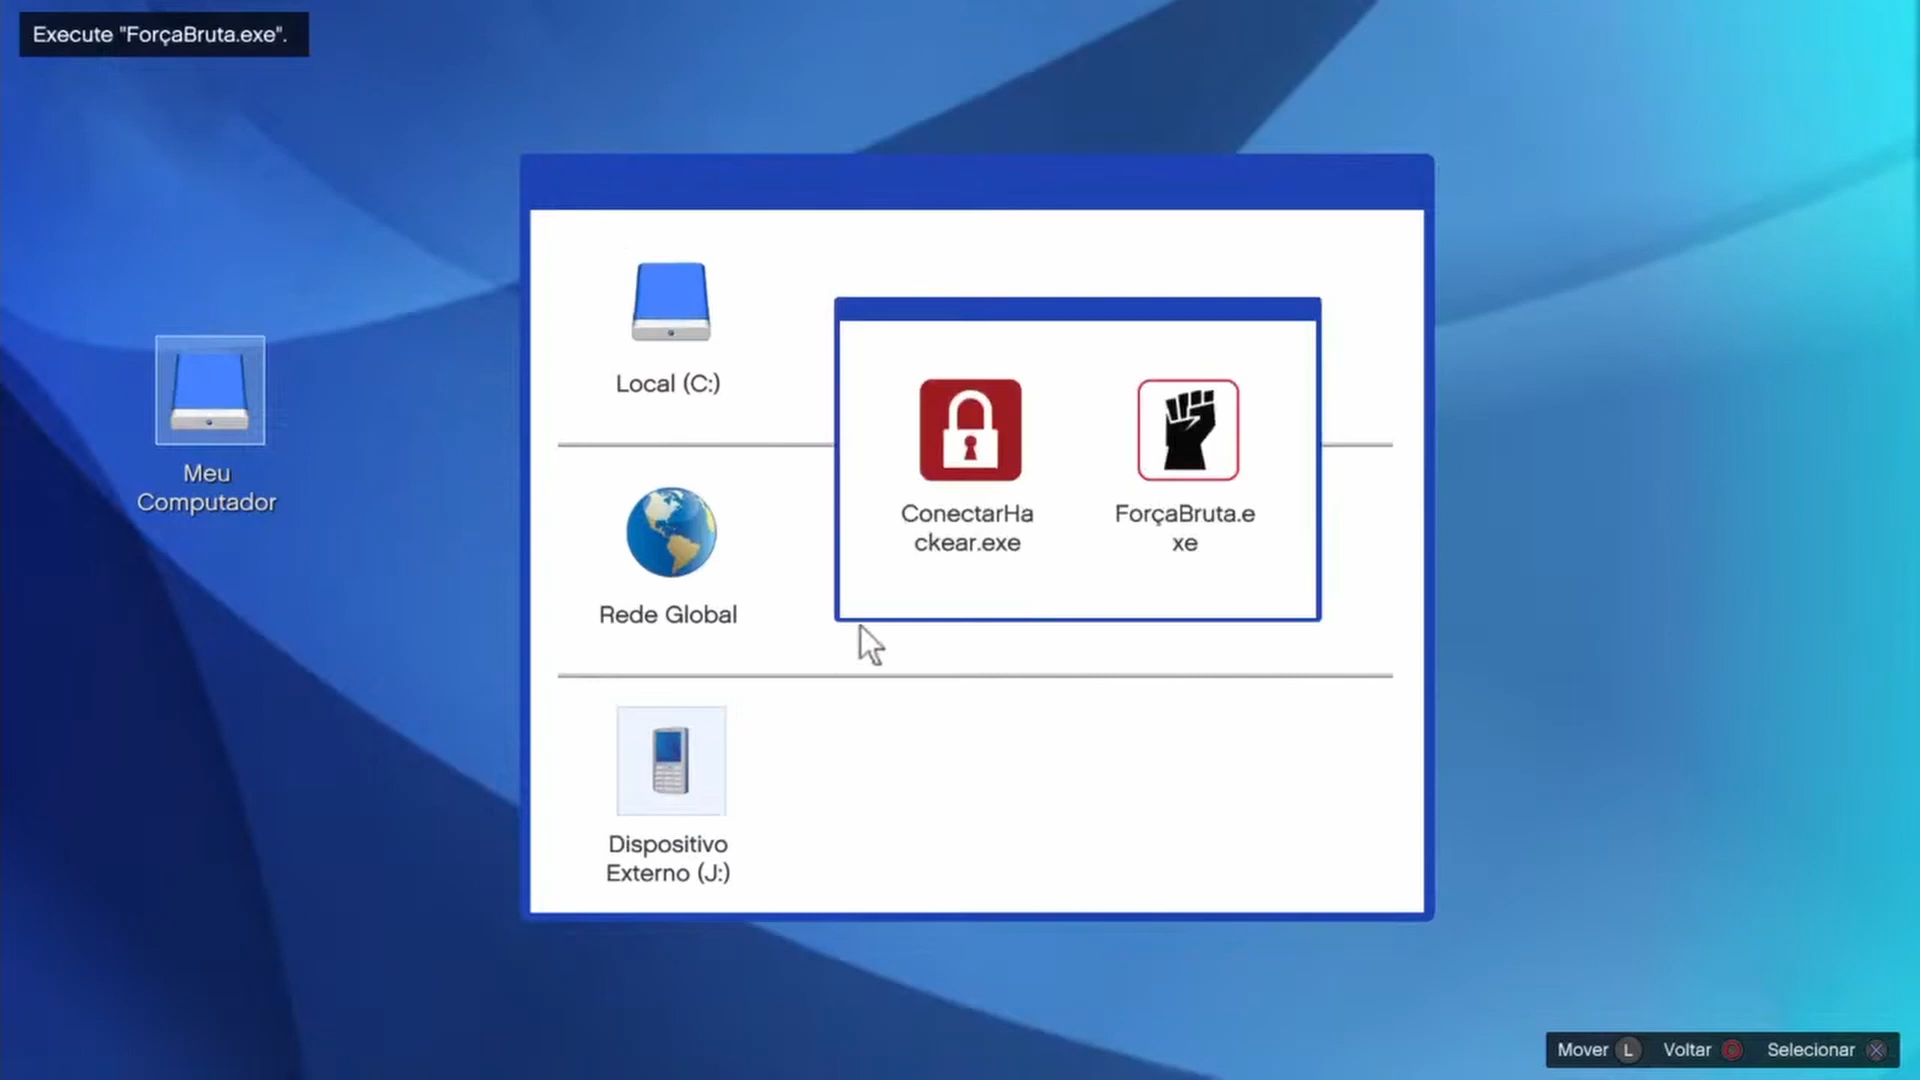 Execute "ForçaBruta.exe".
Local (C:)
Meu
Computador
ConectarHa
ckear.exe
ForçaBruta.e
xe
Rede Global
Dispositivo
Externo (J:)
Mover L Voltar Selecionar